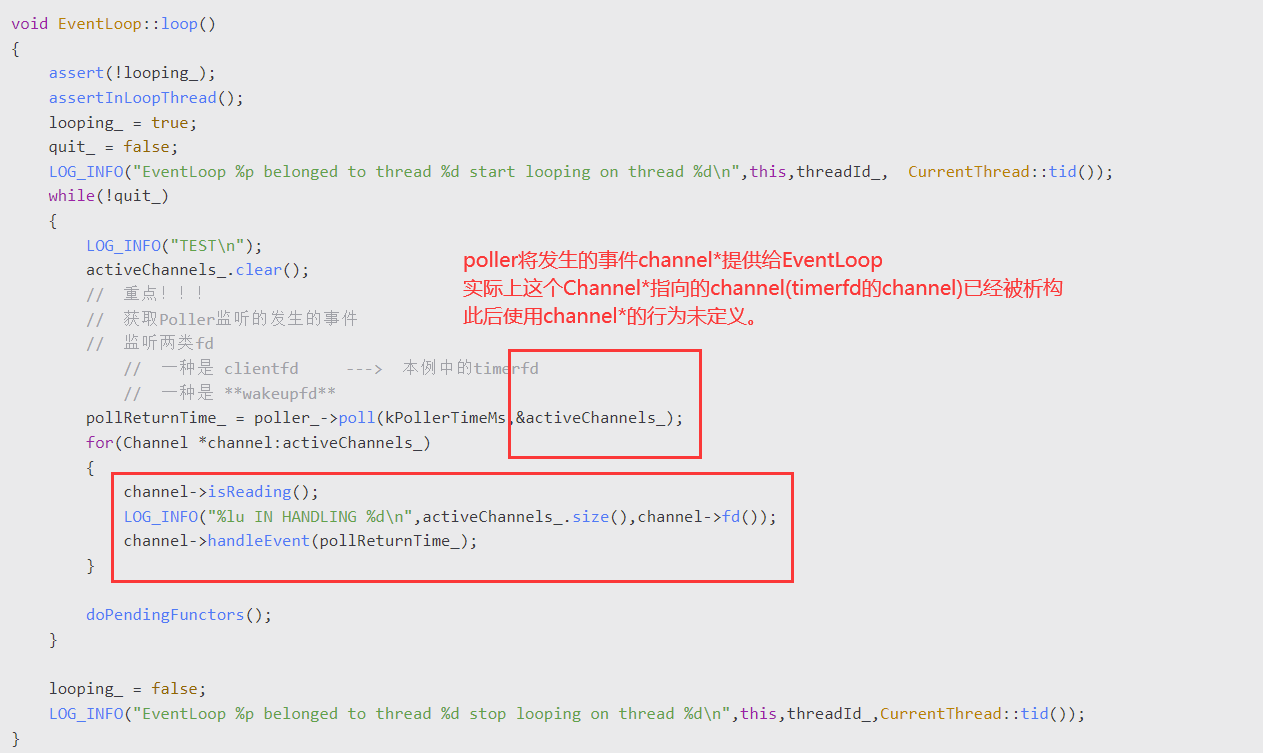 void EventLoop::loop()
{
assert(!looping_);
assertInLoopThread();
looping_ = true;
quit_ = false;
LOG_INFO("EventLoop %p belonged to thread %d start looping on thread %d\n",this,threadId_,  CurrentThread::tid());
while(!quit_)
{
LOG_INFO("TEST\n");
poller将发生的事件channel*提供给EventLoop
activeChannels_.clear();
实际上这个Channel*指向的channel(timerfd的channel)已经被析构
// 重点!!!
此后使用channel*的行为未定义。
// 获取Poller监听的发生的事件
// 监听两类fd
// 一种是 clientfd    ---> 本例中的timerfd
// 一种是 **wakeupfd**
pollReturnTime_ = poller_->poll(kPollerTimeMs,&activeChannels_);
for(Channel *channel:activeChannels_)
{
channel->isReading();
LOG_INFO("%lu IN HANDLING %d\n",activeChannels_.size(),channel->fd());
channel->handleEvent(pollReturnTime_);
}
doPendingFunctors();
}
looping_ = false;
LOG_INFO("EventLoop %p belonged to thread %d stop looping on thread %d\n",this,threadId_,CurrentThread::tid());
}